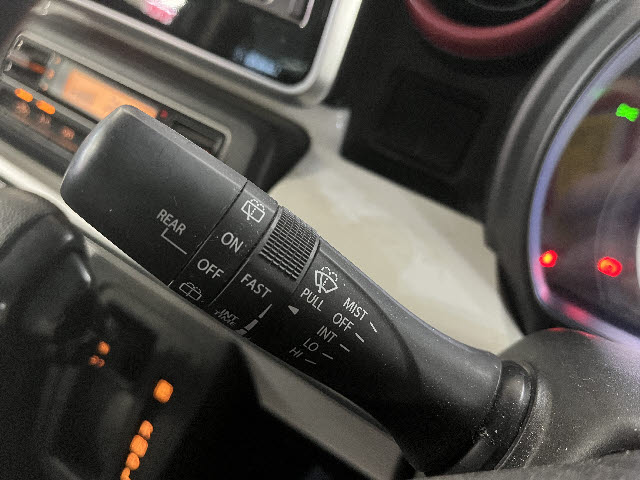 REAR
ON
OFF
FAST
INT
TIME
PULL
MIST
OFF
INT
LO
HI